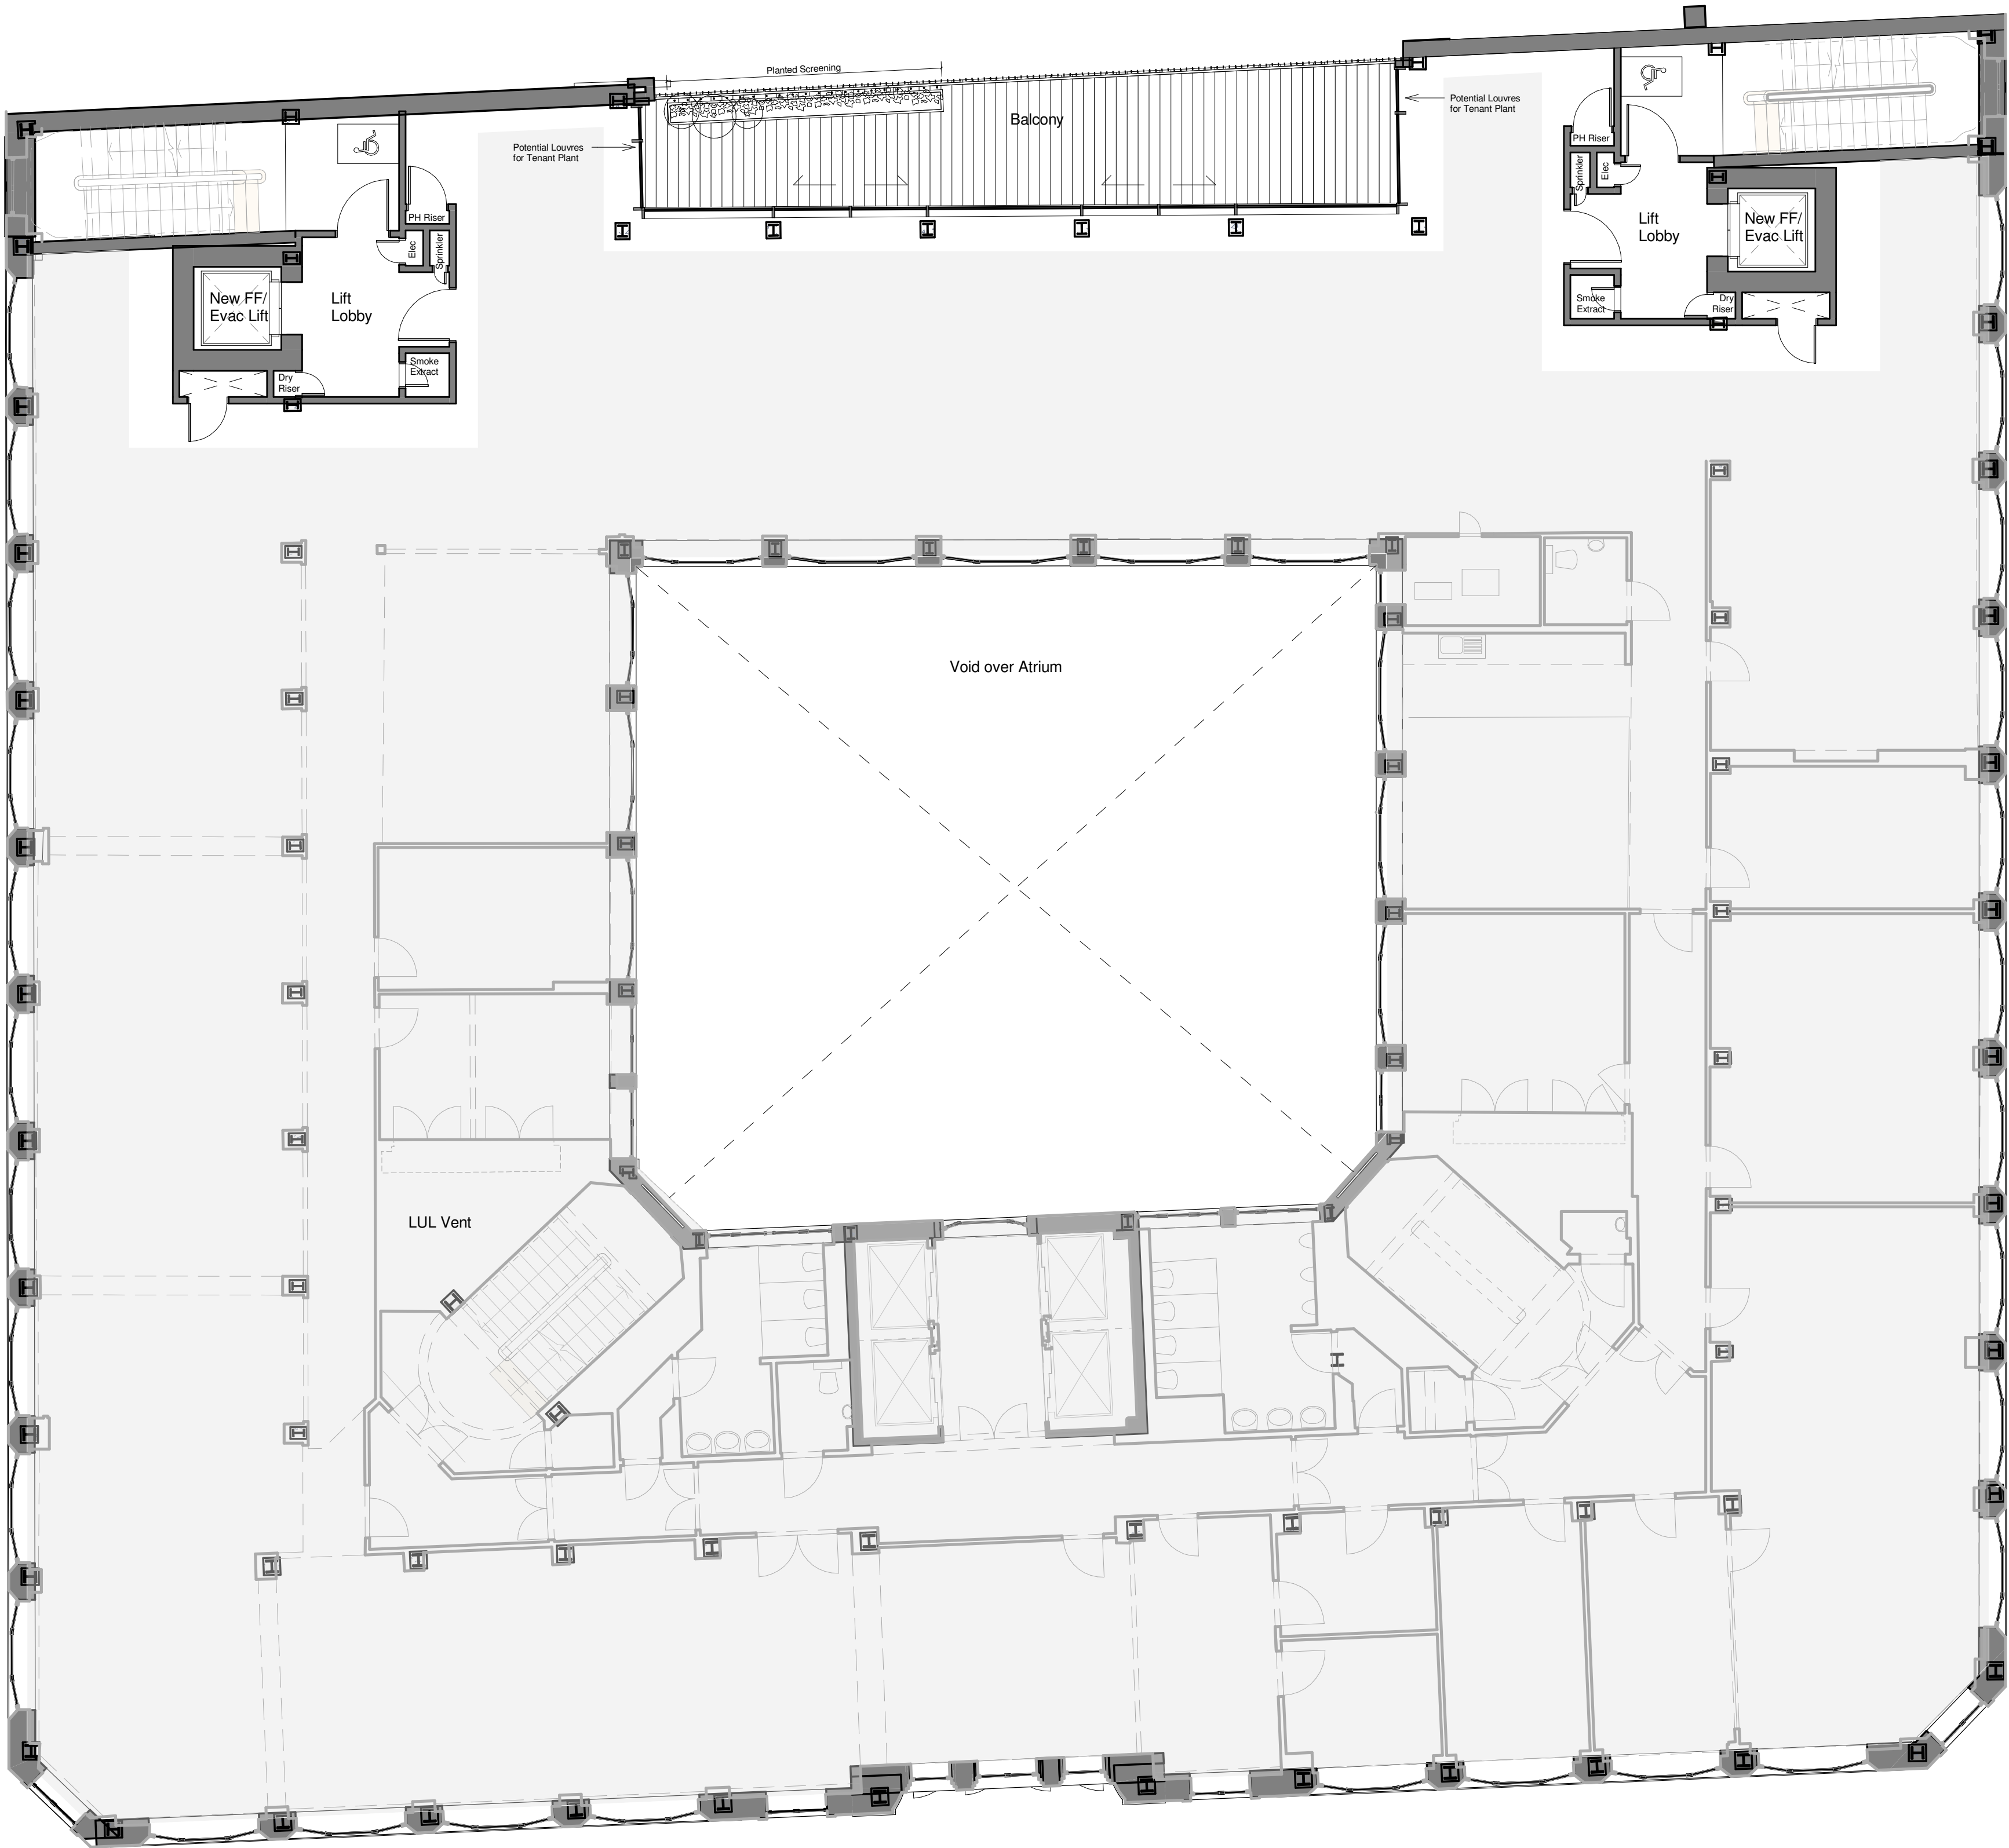 Planted Screening
Balcony
Potential Louvres
for Tenant Plant
Potential Louvres
for Tenant Plant
PH Riser
Sprinkler
Elec
Lift
Lobby
New FF/
Evac Lift
Smoke
Extract
Dry
Riser
PH Riser
Elec
Sprinkler
New FF/
Evac Lift
Lift
Lobby
Smoke
Extract
Dry
Riser
Void over Atrium
LUL Vent